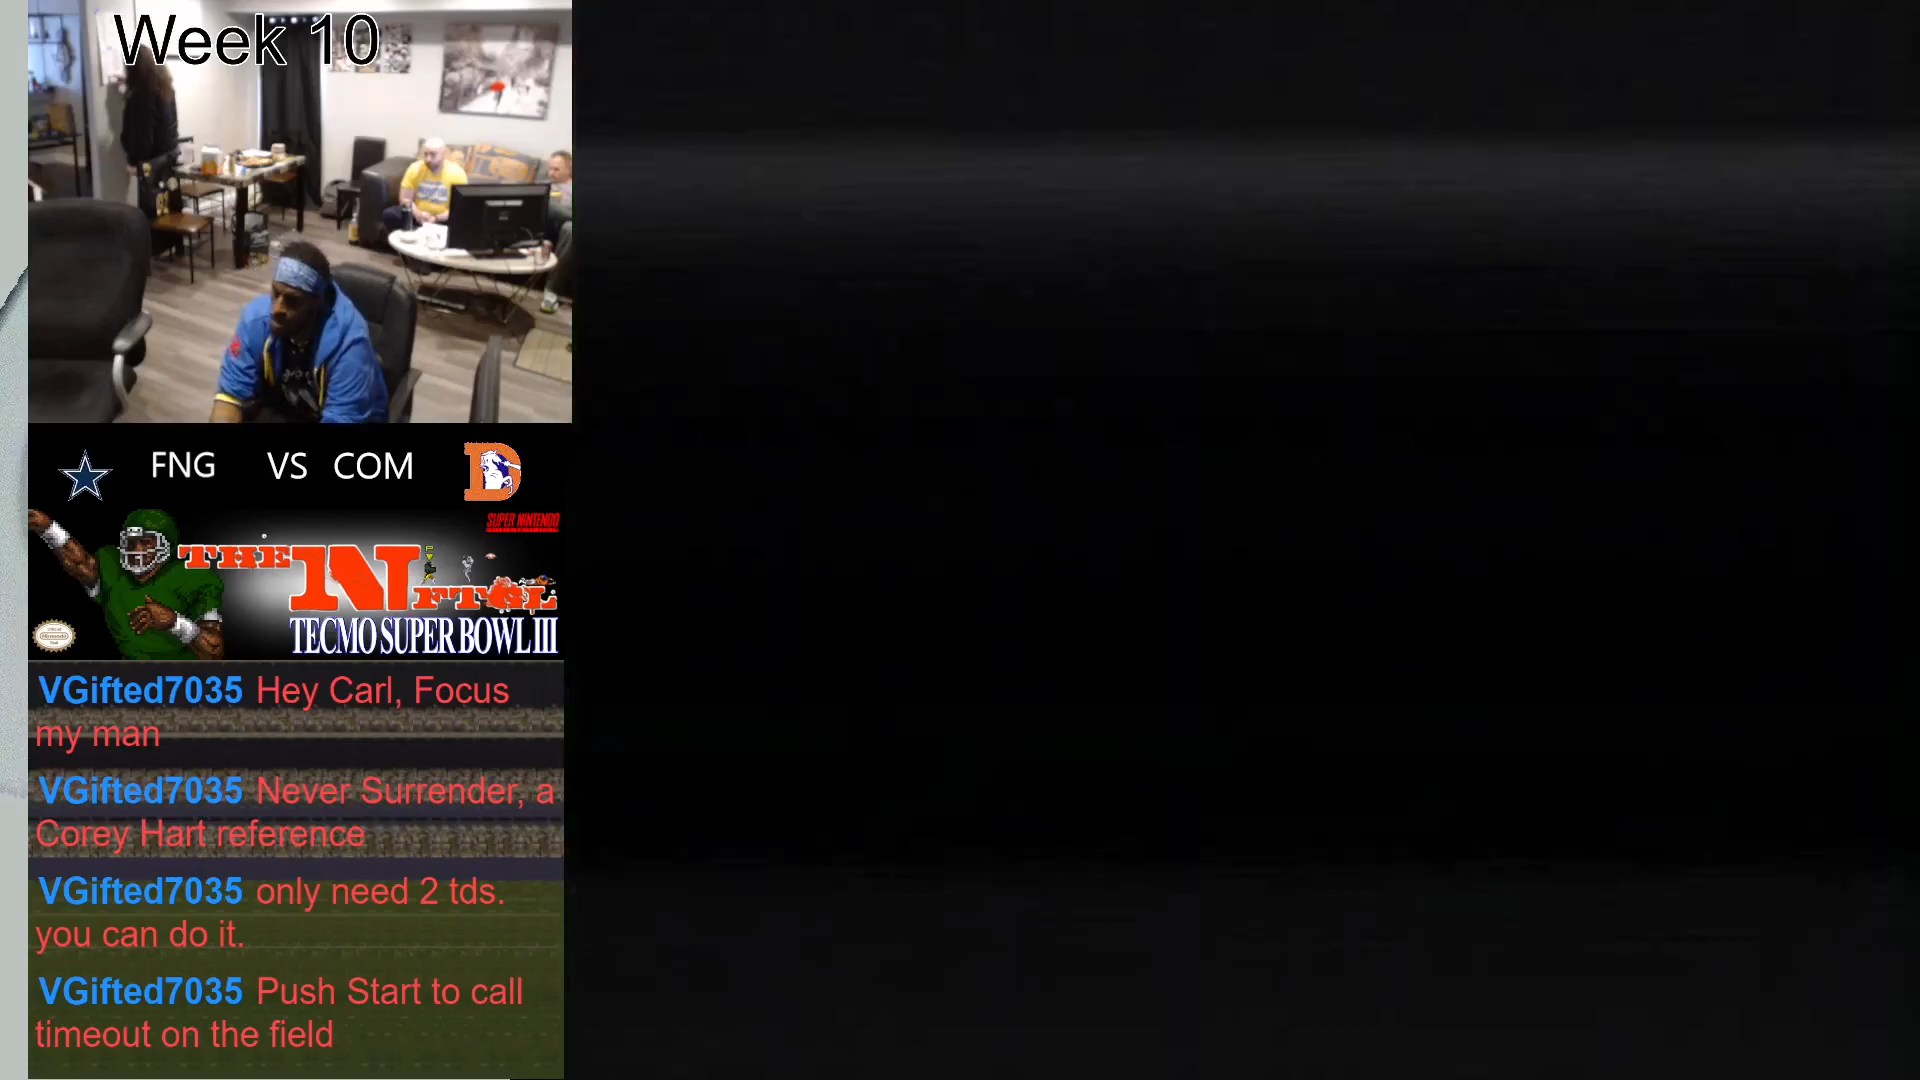 Week 10
FNG VS COM
SUPER NINTENDO
THE NFTSL
TECMO SUPER BOWL III
VGifted7035 Hey Carl, Focus
my man
VGifted7035 Never Surrender, a
Corey Hart reference
VGifted7035 only need 2 tds.
you can do it.
VGifted7035 Push Start to call
timeout on the field